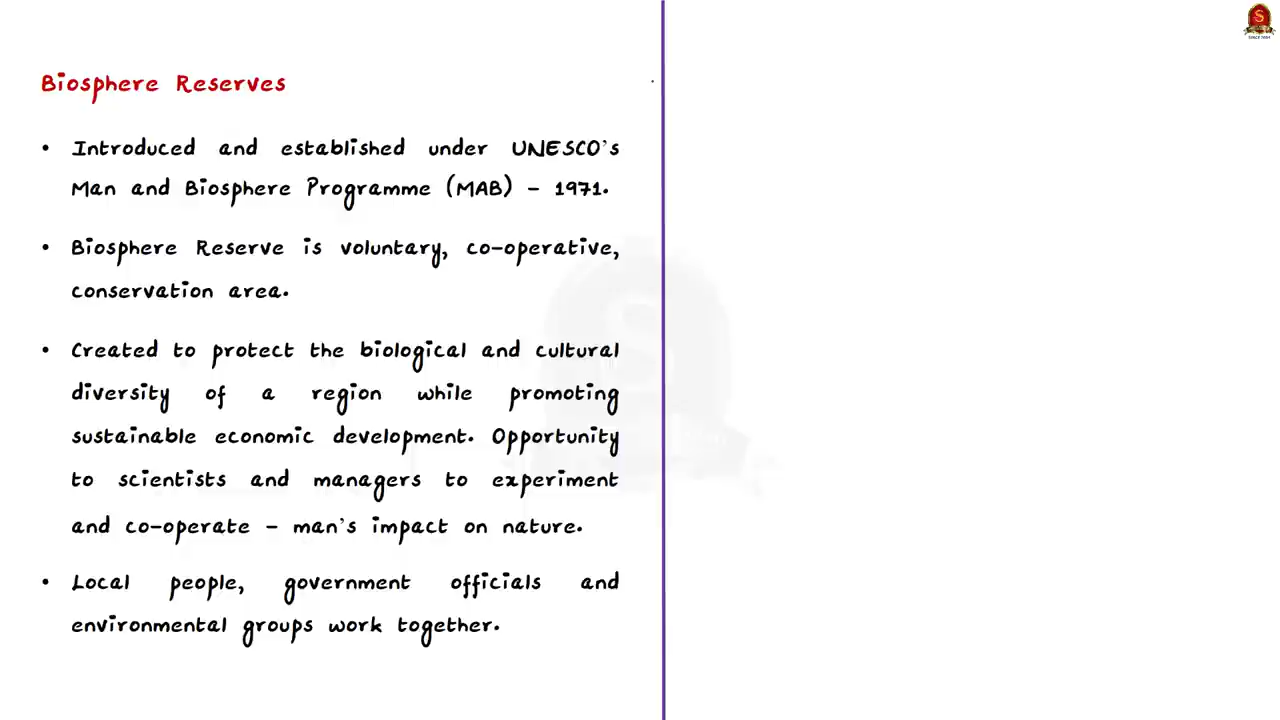 Biosphere Reserves
• Introduced and established under UNESCO's
Man and Biosphere Programme (MAB) – 1971.
• Biosphere Reserve is voluntary, co-operative,
conservation area.
• Created to protect the biological and cultural
diversity of a region while promoting
sustainable economic development. Opportunity
to scientists and managers to experiment
and co-operate – man's impact on nature.
• Local people, government officials and
environmental groups work together.